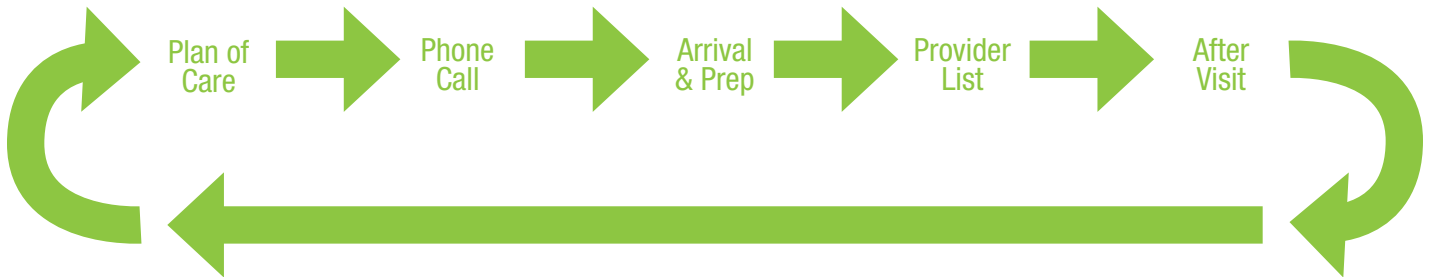 Plan of
Care
Phone
Call
Arrival
& Prep
Provider
List
After
Visit